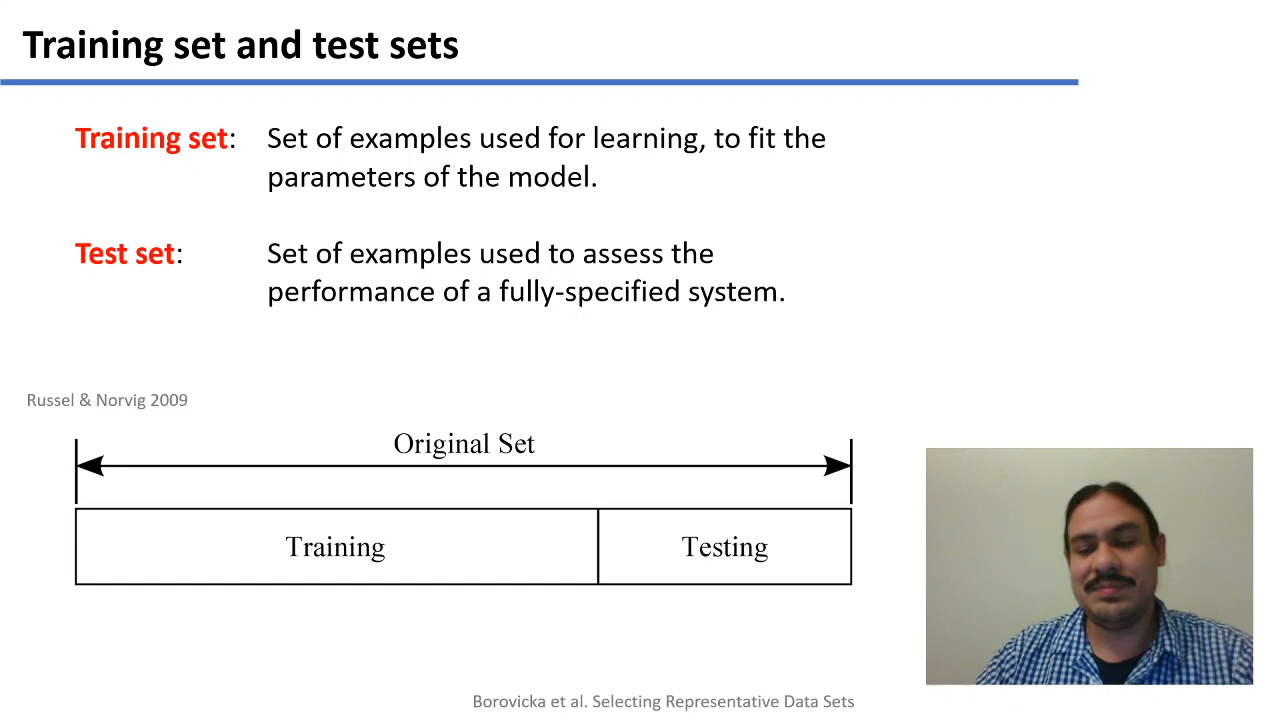 Training set and test sets
Training set: Set of examples used for learning, to fit the
parameters of the model.
Test set: Set of examples used to assess the
performance of a fully-specified system.
Russel & Norvig 2009
Original Set
Training Testing
Borovicka et al. Selecting Representative Data Sets